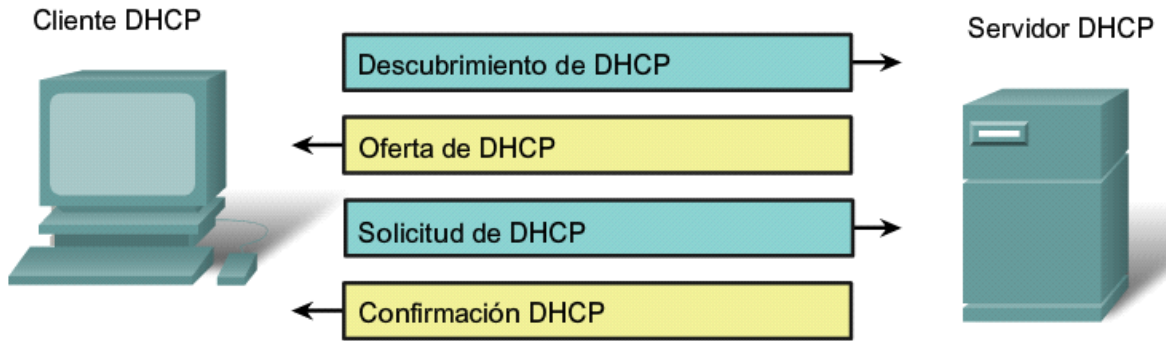 Cliente DHCP
Servidor DHCP
Descubrimiento de DHCP
Oferta de DHCP
Solicitud de DHCP
Confirmación DHCP